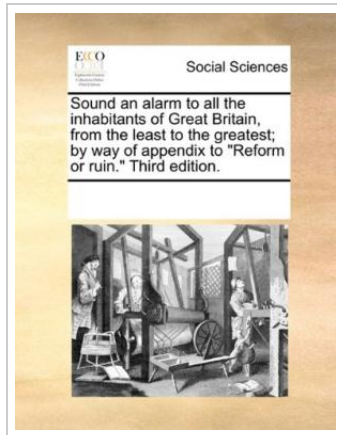 ECCO
Social Sciences
Sound an alarm to all the
inhabitants of Great Britain,
from the least to the greatest;
by way of appendix to "Reform
or ruin." Third edition.